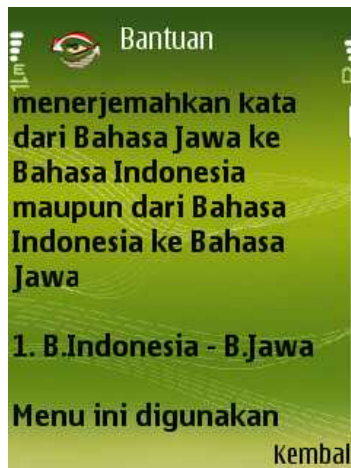 Bantuan
menerjemahkan kata
dari Bahasa Jawa ke
Bahasa Indonesia
maupun dari Bahasa
Indonesia ke Bahasa
Jawa
1. B.Indonesia - B.Jawa
Menu ini digunakan
Kembal